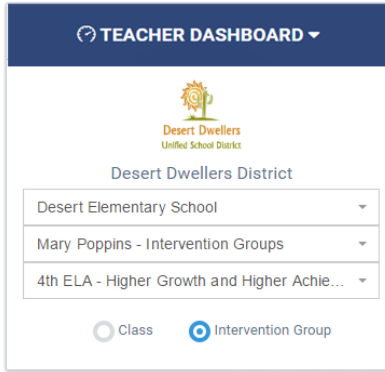 TEACHER DASHBOARD
Desert Dwellers
Unified School District
Desert Dwellers District
Desert Elementary School
Mary Poppins - Intervention Groups
4th ELA - Higher Growth and Higher Achie...
Class Intervention Group